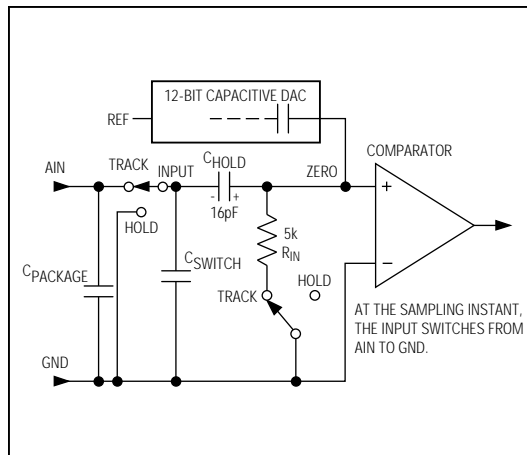 12-BIT CAPACITIVE DAC
REF
COMPARATOR
AIN
TRACK
INPUT
CHOLD
ZERO
+
- +
16pF
HOLD
5k
RIN
CSWITCH
HOLD
−
CPACKAGE
TRACK
AT THE SAMPLING INSTANT,
THE INPUT SWITCHES FROM
AIN TO GND.
GND